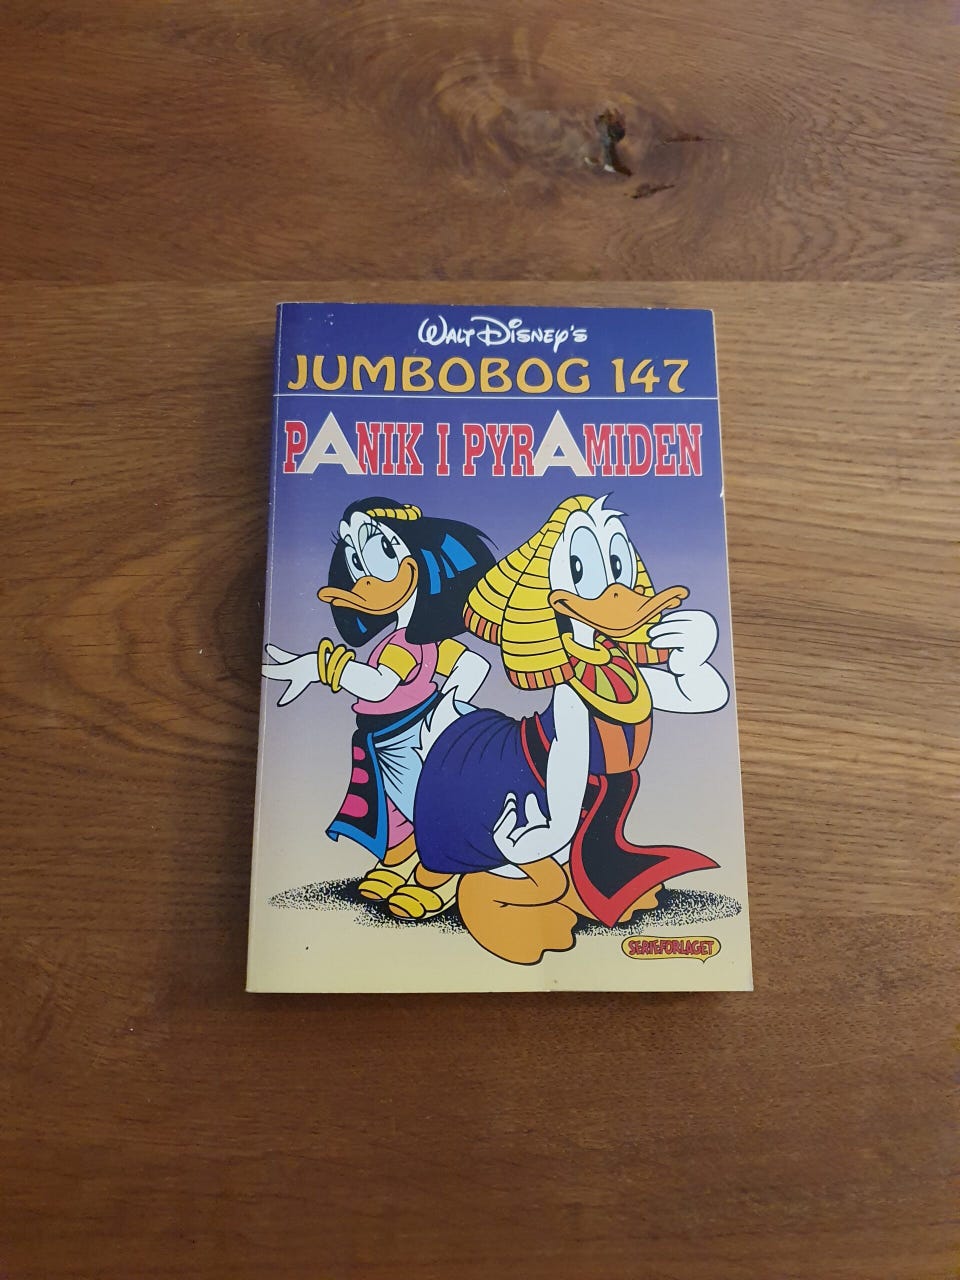 WALT DISNEY'S
JUMBOBOG 147
PANIK I PYRAMIDEN
SERIEFORLAGET